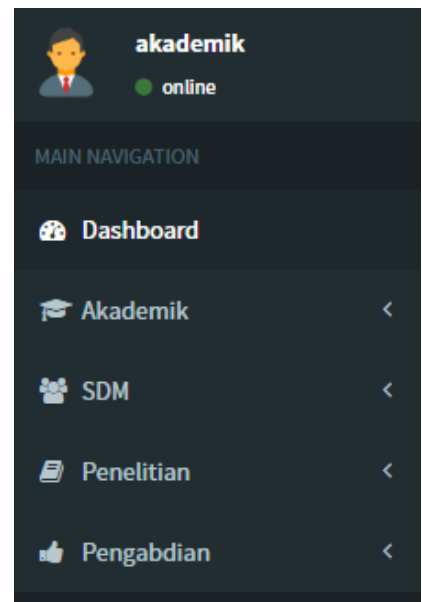 akademik
online
MAIN NAVIGATION
Dashboard
Akademik
SDM
Penelitian
Pengabdian